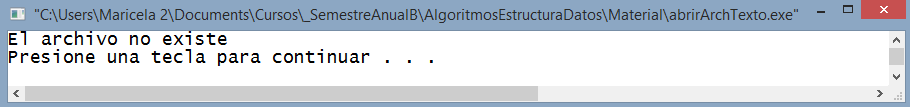 "C:\Users\Maricela 2\Documents\Cursos\_SemestreAnualB\AlgoritmosEstructuraDatos\Material\abrirArchTexto.exe"
El archivo no existe
Presione una tecla para continuar . . .